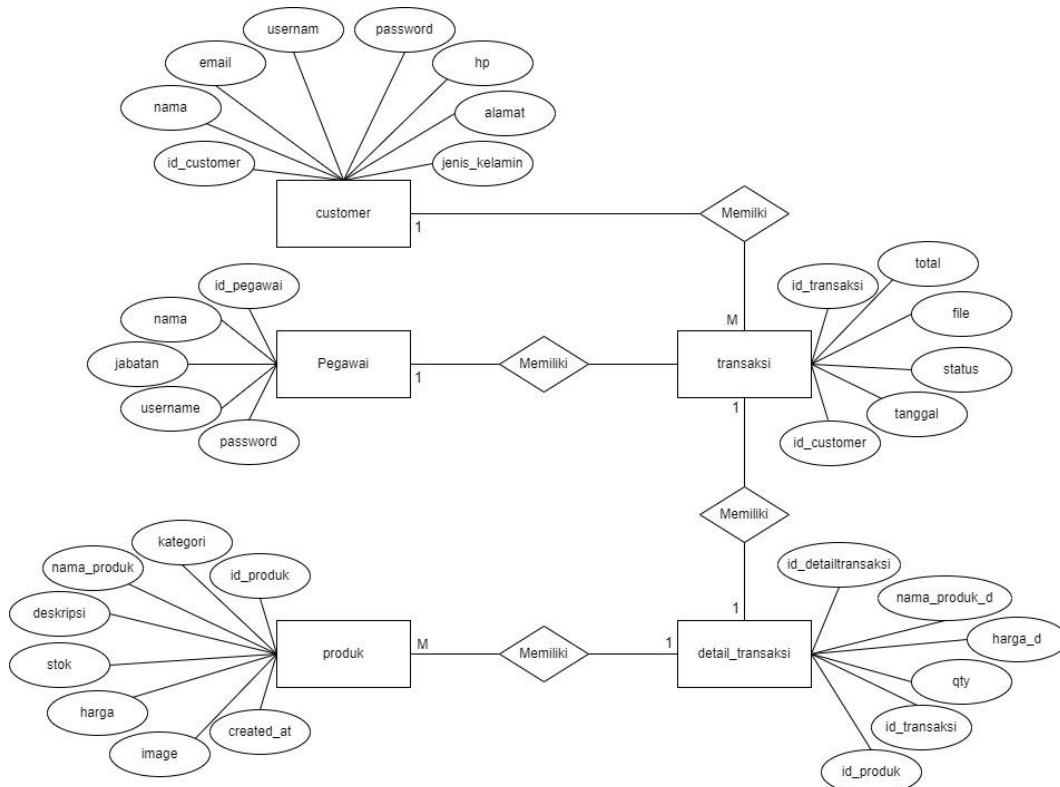 usernam
password
email
hp
nama
alamat
id_customer
jenis_kelamin
customer
1
Memilki
M
id_pegawai
nama
jabatan
username
password
Pegawai
1
Memiliki
transaksi
id_transaksi
total
file
status
tanggal
id_customer
1
Memiliki
1
kategori
nama_produk
id_produk
deskripsi
stok
harga
image
created_at
produk
M
Memiliki
1
detail_transaksi
id_detailtransaksi
nama_produk_d
harga_d
qty
id_transaksi
id_produk